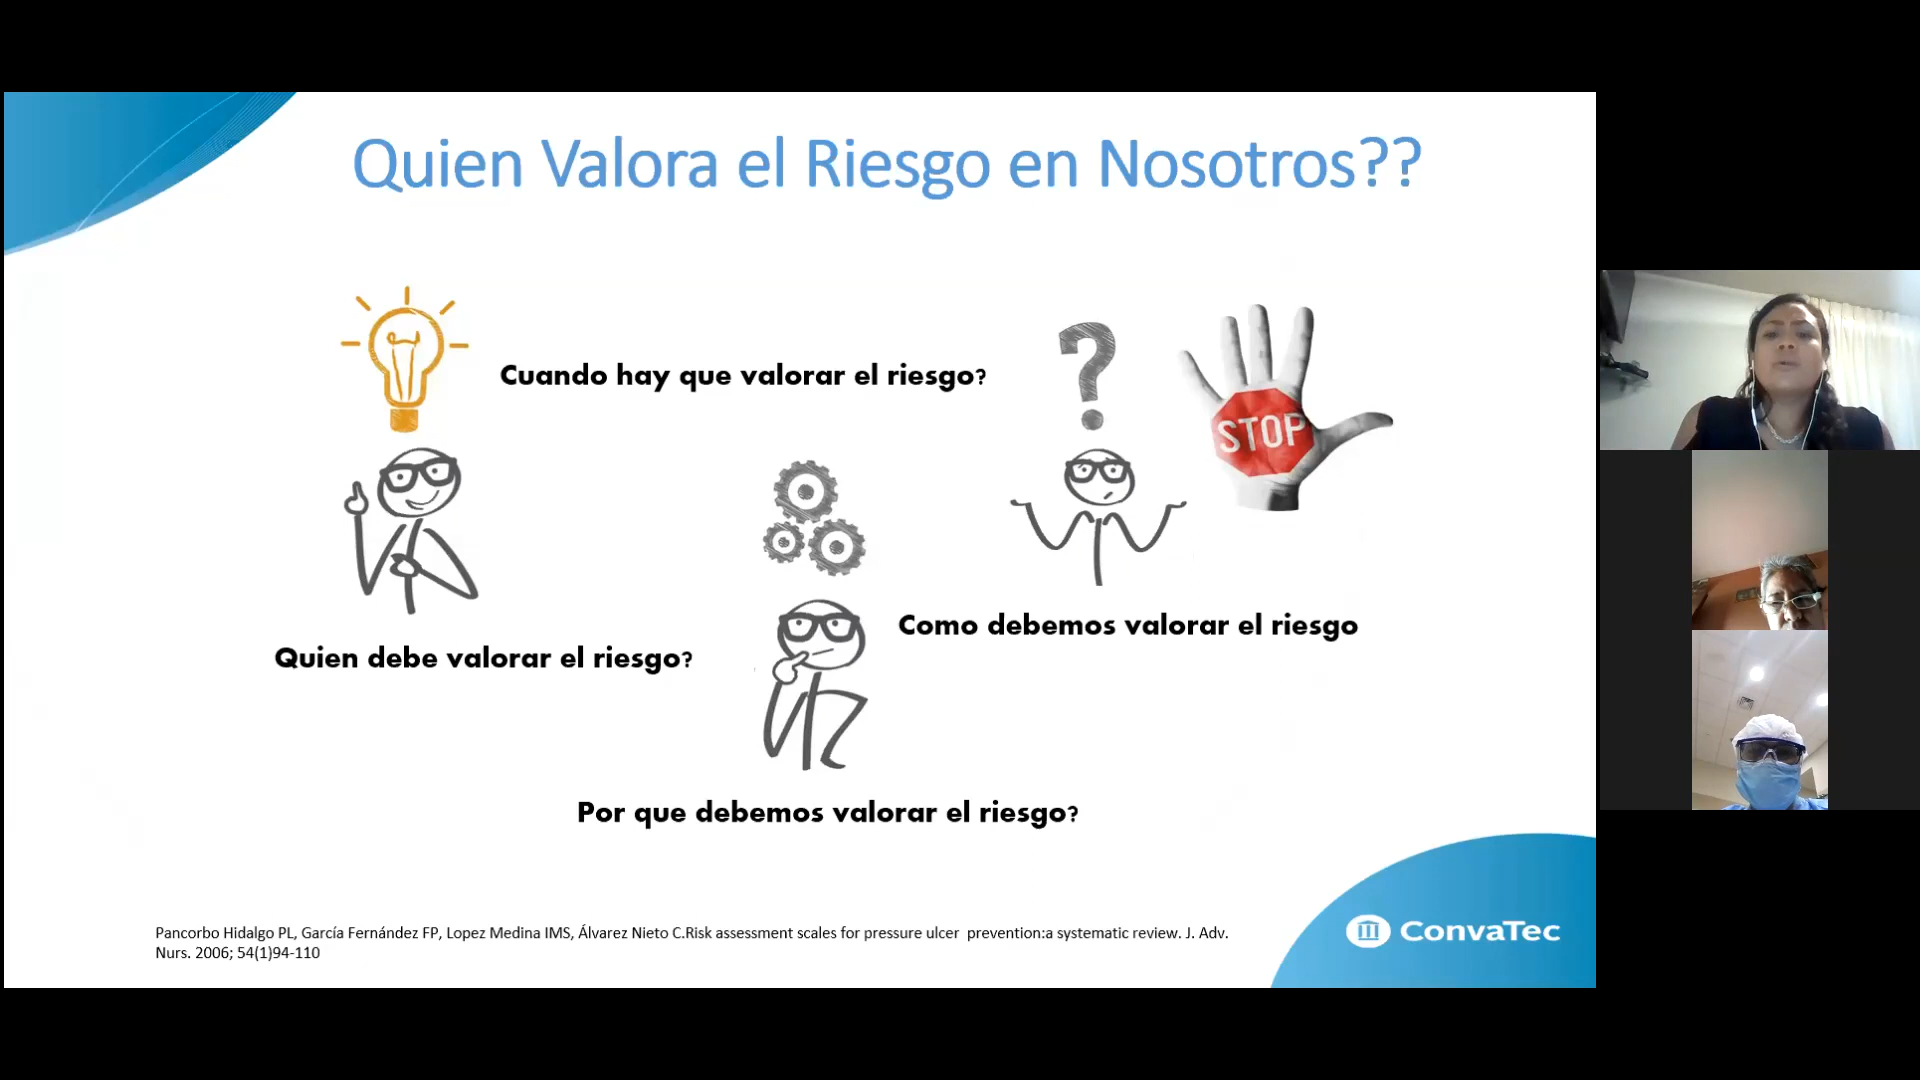 Quien Valora el Riesgo en Nosotros??
Cuando hay que valorar el riesgo?
STOP
Como debemos valorar el riesgo
Quien debe valorar el riesgo?
Por que debemos valorar el riesgo?
Pancorbo Hidalgo PL, García Fernández FP, Lopez Medina IMS, Álvarez Nieto C.Risk assessment scales for pressure ulcer prevention:a systematic review. J. Adv.
Nurs. 2006; 54(1)94-110
ConvaTec